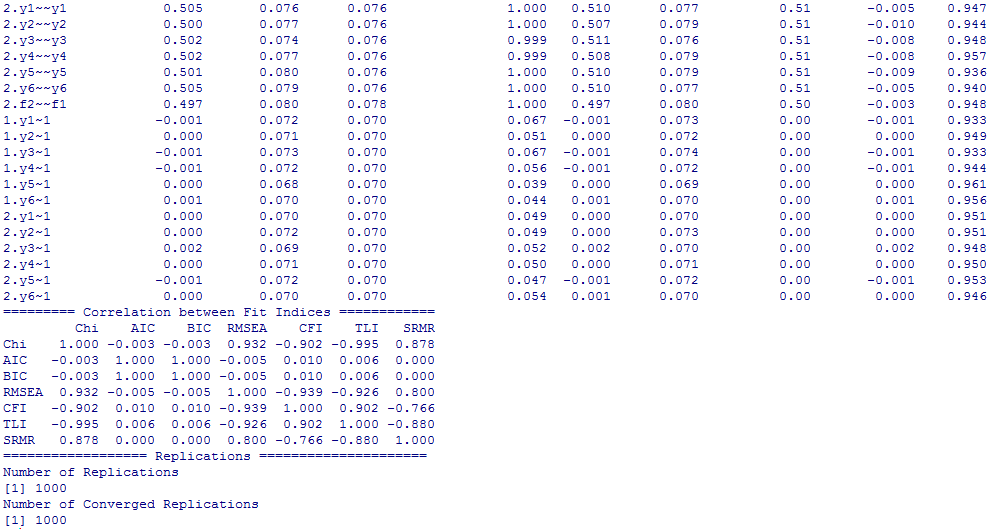 2.y1~~y1 0.505 0.076 0.076 1.000 0.510 0.077 0.51 -0.005 0.947
2.y2~~y2 0.500 0.077 0.076 1.000 0.507 0.079 0.51 -0.010 0.944
2.y3~~y3 0.502 0.074 0.076 0.999 0.511 0.076 0.51 -0.008 0.948
2.y4~~y4 0.502 0.077 0.076 0.999 0.508 0.079 0.51 -0.008 0.957
2.y5~~y5 0.501 0.080 0.076 1.000 0.510 0.079 0.51 -0.009 0.936
2.y6~~y6 0.505 0.079 0.076 1.000 0.510 0.077 0.51 -0.005 0.940
2.f2~~f1 0.497 0.080 0.078 1.000 0.497 0.080 0.50 -0.003 0.948
1.y1~1 -0.001 0.072 0.070 0.067 -0.001 0.073 0.00 -0.001 0.933
1.y2~1 0.000 0.071 0.070 0.051 0.000 0.072 0.00 0.000 0.949
1.y3~1 -0.001 0.073 0.070 0.067 -0.001 0.074 0.00 -0.001 0.933
1.y4~1 -0.001 0.072 0.070 0.056 -0.001 0.072 0.00 -0.001 0.944
1.y5~1 0.000 0.068 0.070 0.039 0.000 0.069 0.00 0.000 0.961
1.y6~1 0.001 0.070 0.070 0.044 0.001 0.070 0.00 0.001 0.956
2.y1~1 0.000 0.070 0.070 0.049 0.000 0.070 0.00 0.000 0.951
2.y2~1 0.000 0.072 0.070 0.049 0.000 0.073 0.00 0.000 0.951
2.y3~1 0.002 0.069 0.070 0.052 0.002 0.070 0.00 0.002 0.948
2.y4~1 0.000 0.071 0.070 0.050 0.000 0.071 0.00 0.000 0.950
2.y5~1 -0.001 0.072 0.070 0.047 -0.001 0.072 0.00 -0.001 0.953
2.y6~1 0.000 0.070 0.070 0.054 0.001 0.070 0.00 0.000 0.946
========= Correlation between Fit Indices ============
Chi AIC BIC RMSEA CFI TLI SRMR
Chi 1.000 -0.003 -0.003 0.932 -0.902 -0.995 0.878
AIC -0.003 1.000 1.000 -0.005 0.010 0.006 0.000
BIC -0.003 1.000 1.000 -0.005 0.010 0.006 0.000
RMSEA 0.932 -0.005 -0.005 1.000 -0.939 -0.926 0.800
CFI -0.902 0.010 0.010 -0.939 1.000 0.902 -0.766
TLI -0.995 0.006 0.006 -0.926 0.902 1.000 -0.880
SRMR 0.878 0.000 0.000 0.800 -0.766 -0.880 1.000
================== Replications =====================
Number of Replications
[1] 1000
Number of Converged Replications
[1] 1000